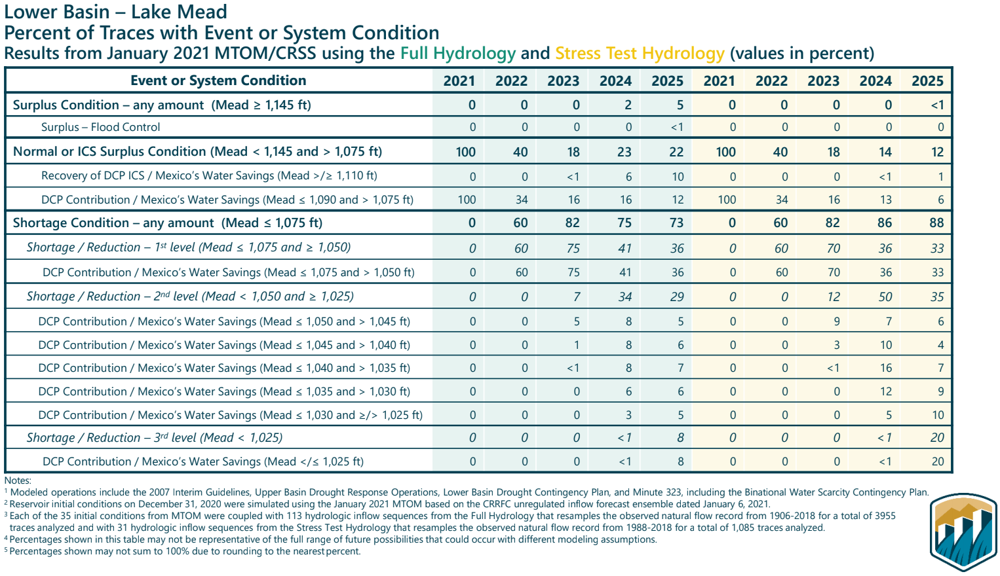 Lower Basin – Lake Mead
Percent of Traces with Event or System Condition
Results from January 2021 MTOM/CRSS using the Full Hydrology and Stress Test Hydrology (values in percent)
Event or System Condition 2021 2022 2023 2024 2025 2021 2022 2023 2024 2025
Surplus Condition – any amount (Mead ≥ 1,145 ft) 0 0 0 2 5 0 0 0 0 <1
Surplus – Flood Control 0 0 0 0 <1 0 0 0 0 0
Normal or ICS Surplus Condition (Mead < 1,145 and > 1,075 ft) 100 40 18 23 22 100 40 18 14 12
Recovery of DCP ICS / Mexico's Water Savings (Mead >/≥ 1,110 ft) 0 0 <1 6 10 0 0 0 <1 1
DCP Contribution / Mexico's Water Savings (Mead ≤ 1,090 and > 1,075 ft) 100 34 16 16 12 100 34 16 13 6
Shortage Condition – any amount (Mead ≤ 1,075 ft) 0 60 82 75 73 0 60 82 86 88
Shortage / Reduction – 1st level (Mead ≤ 1,075 and ≥ 1,050) 0 60 75 41 36 0 60 70 36 33
DCP Contribution / Mexico's Water Savings (Mead ≤ 1,075 and > 1,050 ft) 0 60 75 41 36 0 60 70 36 33
Shortage / Reduction – 2nd level (Mead < 1,050 and ≥ 1,025) 0 0 7 34 29 0 0 12 50 35
DCP Contribution / Mexico's Water Savings (Mead ≤ 1,050 and > 1,045 ft) 0 0 5 8 5 0 0 9 7 6
DCP Contribution / Mexico's Water Savings (Mead ≤ 1,045 and > 1,040 ft) 0 0 1 8 6 0 0 3 10 4
DCP Contribution / Mexico's Water Savings (Mead ≤ 1,040 and > 1,035 ft) 0 0 <1 8 7 0 0 <1 16 7
DCP Contribution / Mexico's Water Savings (Mead ≤ 1,035 and > 1,030 ft) 0 0 0 6 6 0 0 0 12 9
DCP Contribution / Mexico's Water Savings (Mead ≤ 1,030 and ≥/> 1,025 ft) 0 0 0 3 5 0 0 0 5 10
Shortage / Reduction – 3rd level (Mead < 1,025) 0 0 0 <1 8 0 0 0 <1 20
DCP Contribution / Mexico's Water Savings (Mead </≤ 1,025 ft) 0 0 0 <1 8 0 0 0 <1 20
Notes:
1 Modeled operations include the 2007 Interim Guidelines, Upper Basin Drought Response Operations, Lower Basin Drought Contingency Plan, and Minute 323, including the Binational Water Scarcity Contingency Plan.
2 Reservoir initial conditions on December 31, 2020 were simulated using the January 2021 MTOM based on the CRRFC unregulated inflow forecast ensemble dated January 6, 2021.
3 Each of the 35 initial conditions from MTOM were coupled with 113 hydrologic inflow sequences from the Full Hydrology that resamples the observed natural flow record from 1906-2018 for a total of 3955
traces analyzed and with 31 hydrologic inflow sequences from the Stress Test Hydrology that resamples the observed natural flow record from 1988-2018 for a total of 1,085 traces analyzed.
4 Percentages shown in this table may not be representative of the full range of future possibilities that could occur with different modeling assumptions.
5 Percentages shown may not sum to 100% due to rounding to the nearest percent.